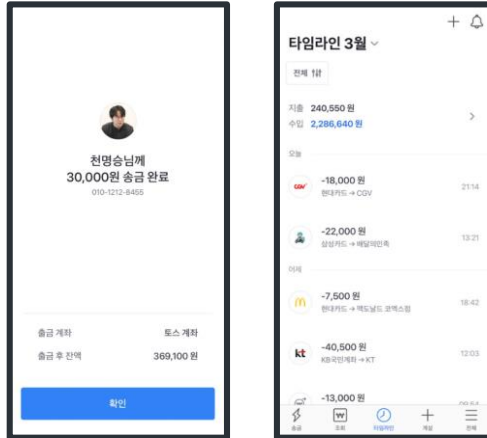 천명승님께
30,000원 송금 완료
010-1212-8455
출금 계좌 토스 계좌
출금 후 잔액 369,100 원
확인
타임라인 3월
전체
지출 240,550 원
수입 2,286,640 원
오늘
CGV
-18,000 원
현대카드 → CGV
21:14
-22,000 원
삼성카드 → 배달의민족
13:21
어제
-7,500 원
현대카드 → 맥도날드 코엑스점
18:42
kt
-40,500 원
KB국민계좌 → KT
12:03
-13,000 원
송금 조회 타임라인 개설 전체